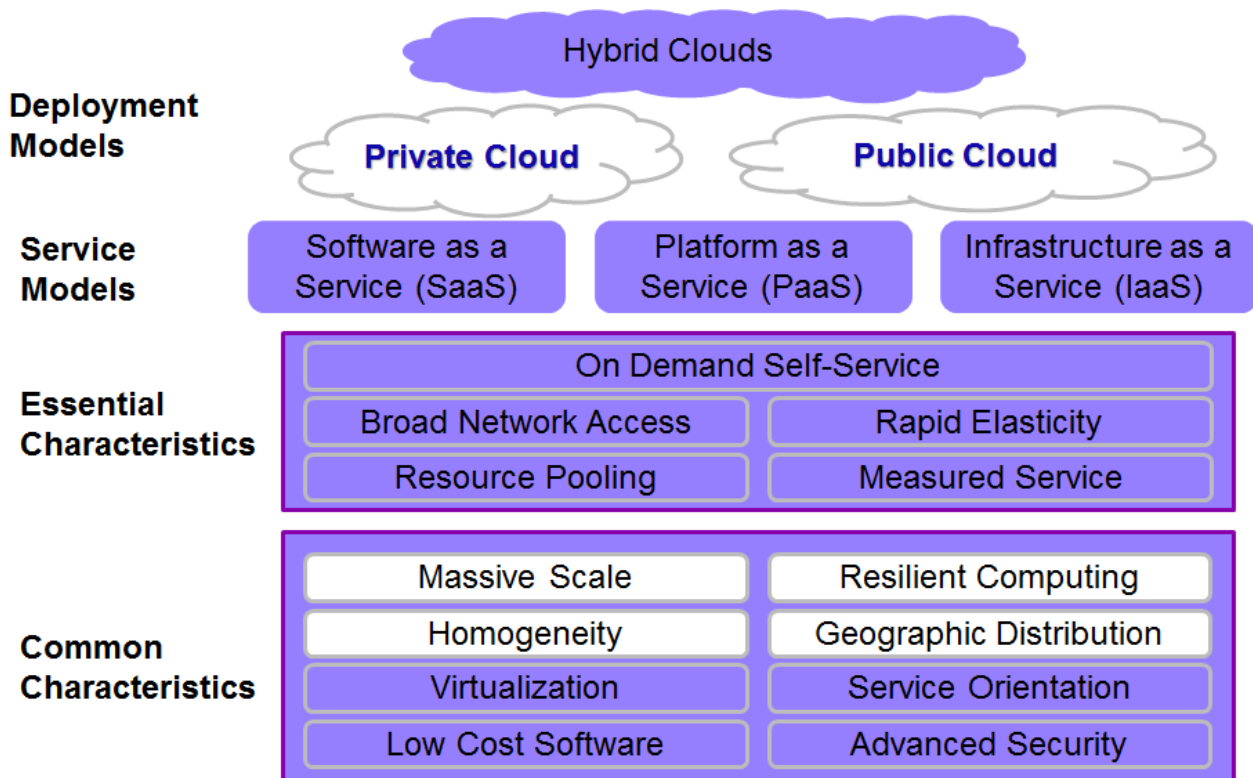 Hybrid Clouds
Deployment
Models
Private Cloud
Public Cloud
Service
Models
Software as a
Service (SaaS)
Platform as a
Service (PaaS)
Infrastructure as a
Service (IaaS)
Essential
Characteristics
On Demand Self-Service
Broad Network Access
Rapid Elasticity
Resource Pooling
Measured Service
Common
Characteristics
Massive Scale
Resilient Computing
Homogeneity
Geographic Distribution
Virtualization
Service Orientation
Low Cost Software
Advanced Security